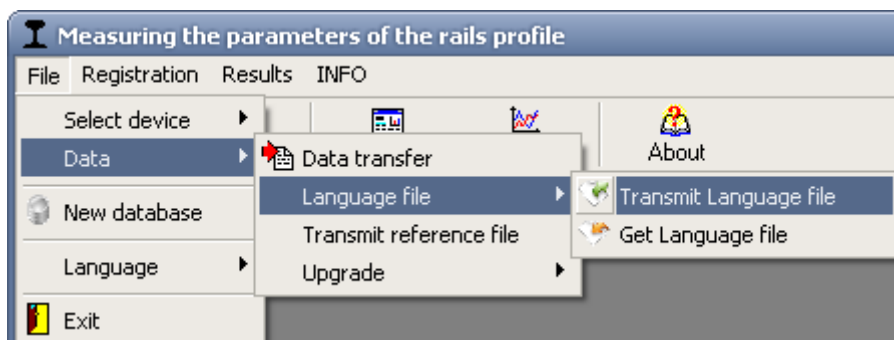 Measuring the parameters of the rails profile
File Registration Results INFO
Select device
Data
New database
Language
Exit
Data transfer
Language file
Transmit reference file
Upgrade
Transmit Language file
Get Language file
About